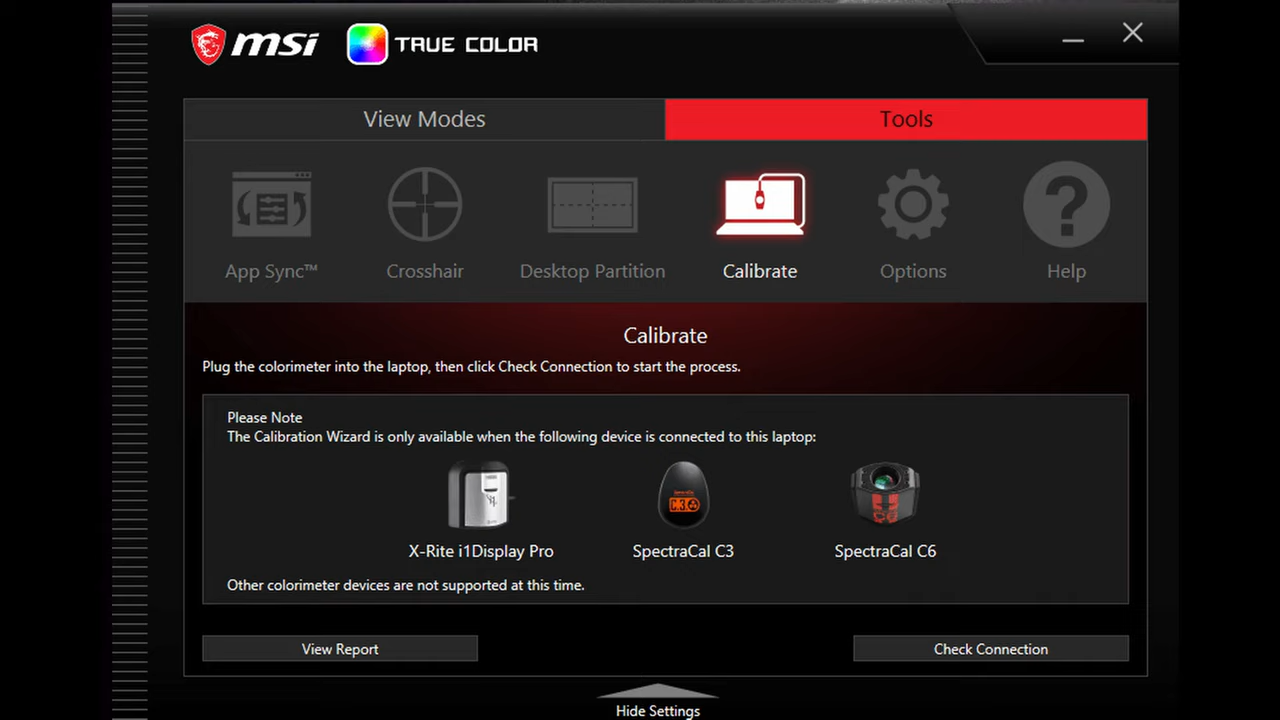 msi TRUE COLOR
View Modes Tools
App Sync™ Crosshair Desktop Partition Calibrate Options Help
Calibrate
Plug the colorimeter into the laptop, then click Check Connection to start the process.
Please Note
The Calibration Wizard is only available when the following device is connected to this laptop:
C3
C6
X-Rite i1Display Pro SpectraCal C3 SpectraCal C6
Other colorimeter devices are not supported at this time.
View Report Check Connection
Hide Settings